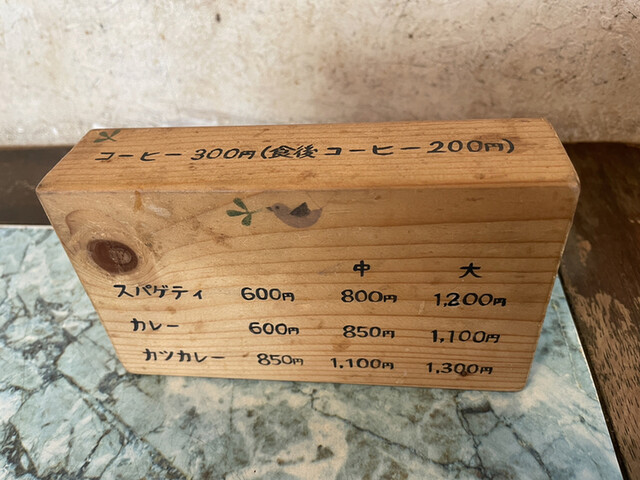 コーヒー 300円(食後コーヒー 200円)
中 大
スパゲティ 600円 800円 1,200円
カレー 600円 850円 1,100円
カツカレー 850円 1,100円 1,300円